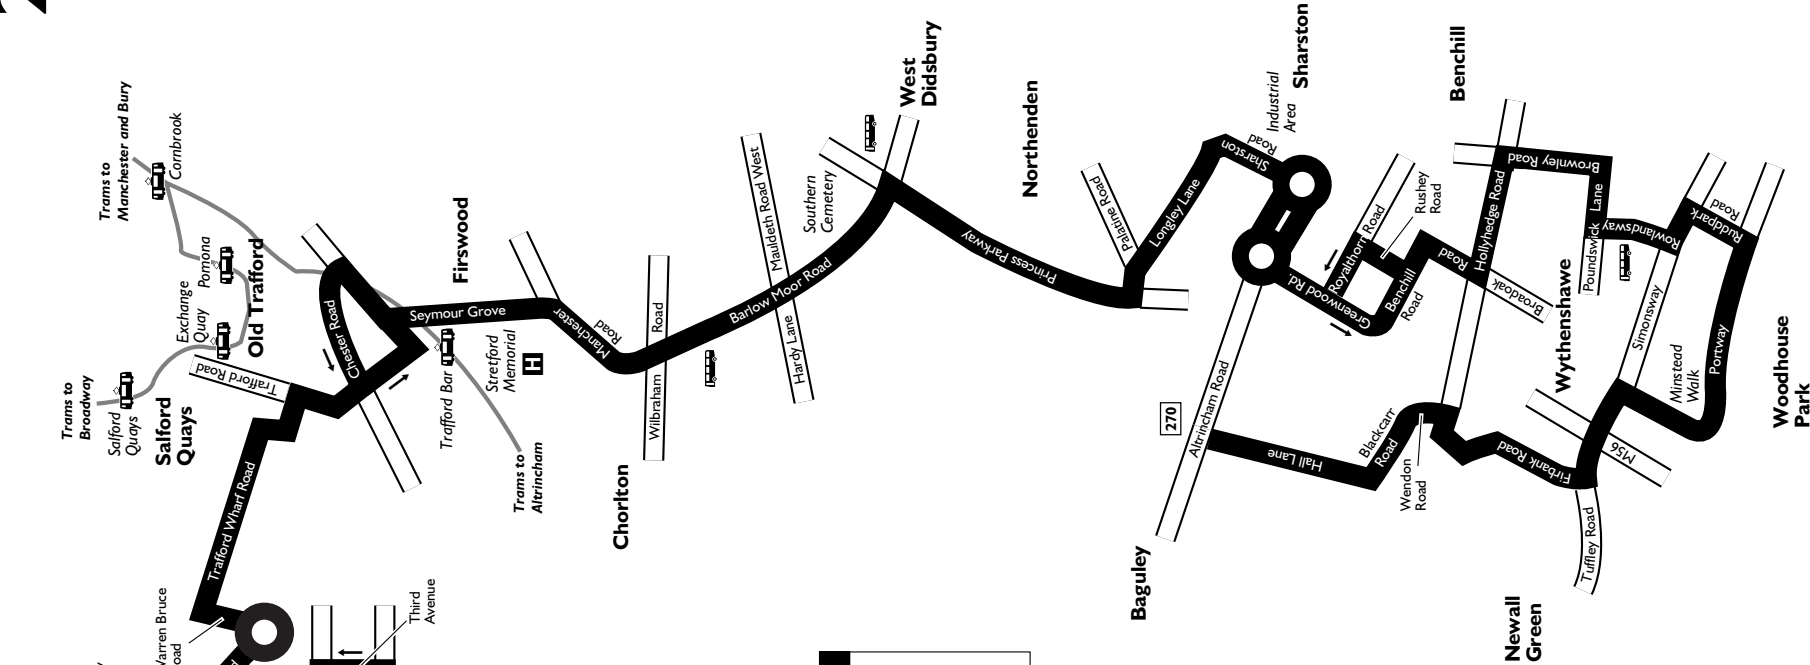 Trams to
Manchester and Bury
Cornbrook
Pomona
Exchange
Quay
Old Trafford
Trams to
Broadway
Salford
Quays
Salford
Quays
Trafford Road
Chester Road
Trafford Bar
Trams to
Altrincham
Trafford Wharf Road
Third
Avenue
Firswood
Seymour Grove
Stretford
Memorial
H
Manchester
Road
Wilbraham
Road
Chorlton
Barlow Moor Road
Mauldeth Road West
Hardy Lane
Southern
Cemetery
West
Didsbury
Princess Parkway
Northenden
Palatine Road
Longley Lane
Sharston
Road
Industrial
Area
Sharston
Greenwood Rd.
Royalthorn Road
Rushey
Road
Benchill
Road
Benchill
Broadoak
Road
Hollyhedge Road
Brownley Road
Poundswick Lane
Rowlandsway
Wythenshawe
Simonsway
Ruddpark
Road
Portway
Minstead
Walk
Woodhouse
Park
M56
Firbank Road
Tuffley Road
Newall
Green
Wendon
Road
Blackcarr
Road
Hall Lane
Altrincham Road
270
Baguley